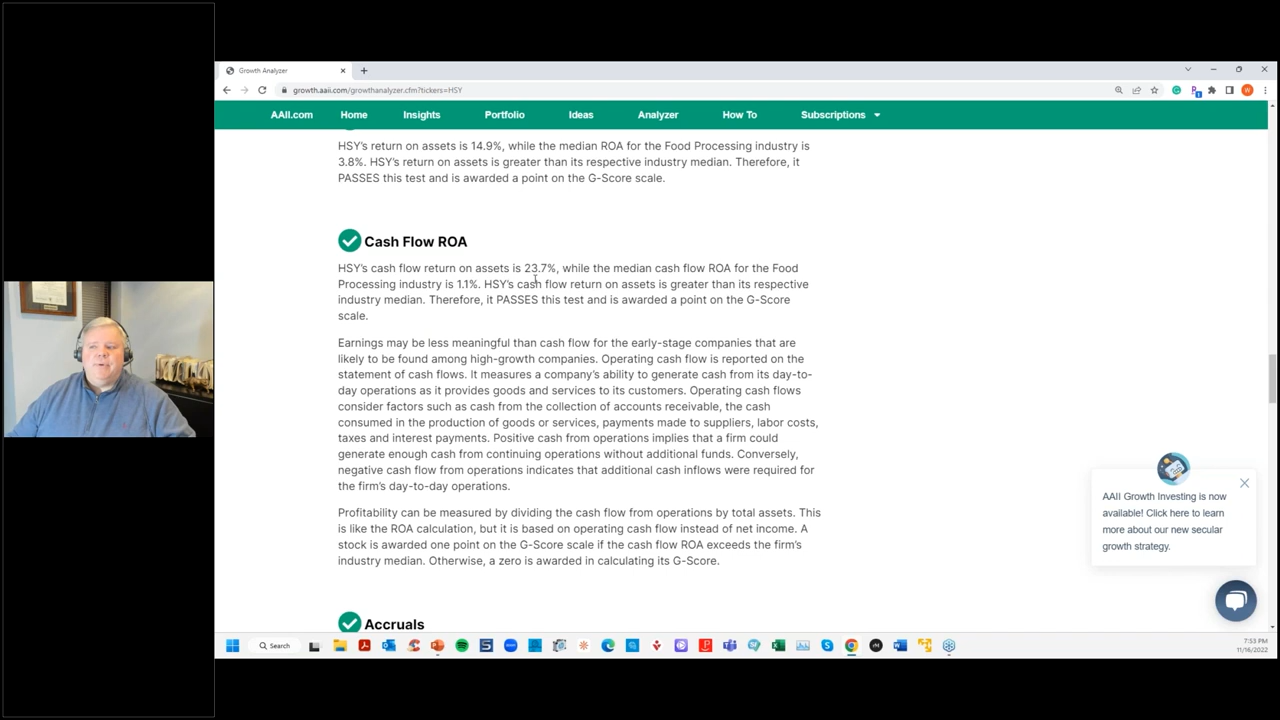 Growth Analyzer
growth.aaii.com/growthanalyzer.cfm?tickers=HSY
AAII.com Home Insights Portfolio Ideas Analyzer How To Subscriptions
HSY's return on assets is 14.9%, while the median ROA for the Food Processing industry is
3.8%. HSY's return on assets is greater than its respective industry median. Therefore, it
PASSES this test and is awarded a point on the G-Score scale.
Cash Flow ROA
HSY's cash flow return on assets is 23.7%, while the median cash flow ROA for the Food
Processing industry is 1.1%. HSY's cash flow return on assets is greater than its respective
industry median. Therefore, it PASSES this test and is awarded a point on the G-Score
scale.
Earnings may be less meaningful than cash flow for the early-stage companies that are
likely to be found among high-growth companies. Operating cash flow is reported on the
statement of cash flows. It measures a company's ability to generate cash from its day-to-
day operations as it provides goods and services to its customers. Operating cash flows
consider factors such as cash from the collection of accounts receivable, the cash
consumed in the production of goods or services, payments made to suppliers, labor costs,
taxes and interest payments. Positive cash from operations implies that a firm could
generate enough cash from continuing operations without additional funds. Conversely,
negative cash flow from operations indicates that additional cash inflows were required for
the firm's day-to-day operations.
Profitability can be measured by dividing the cash flow from operations by total assets. This
is like the ROA calculation, but it is based on operating cash flow instead of net income. A
stock is awarded one point on the G-Score scale if the cash flow ROA exceeds the firm's
industry median. Otherwise, a zero is awarded in calculating its G-Score.
Accruals
AAII Growth Investing is now
available! Click here to learn
more about our new secular
growth strategy.
Search
7:53 PM
11/16/2022